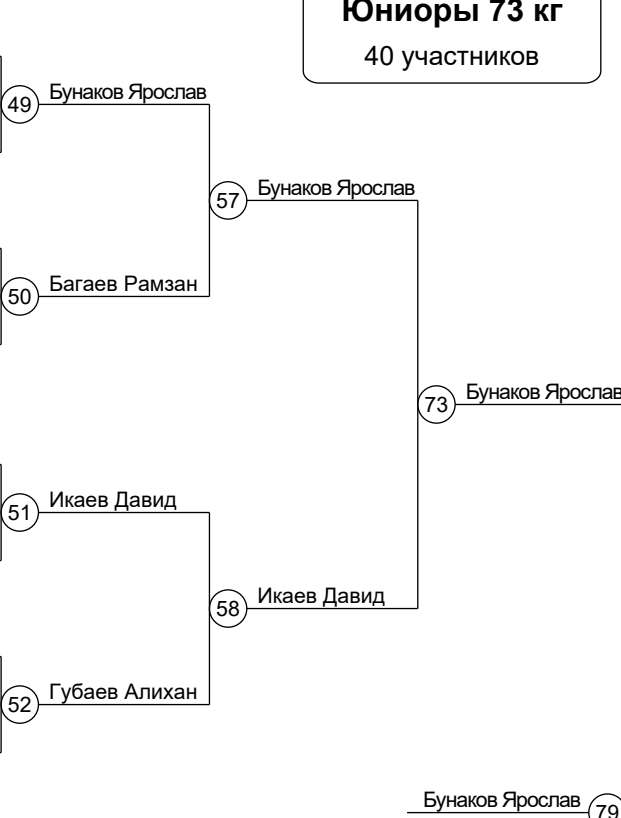 Юниоры 73 кг
40 участников
49 Бунаков Ярослав
57 Бунаков Ярослав
50 Багаев Рамзан
73 Бунаков Ярослав
51 Икаев Давид
58 Икаев Давид
52 Губаев Алихан
Бунаков Ярослав 79